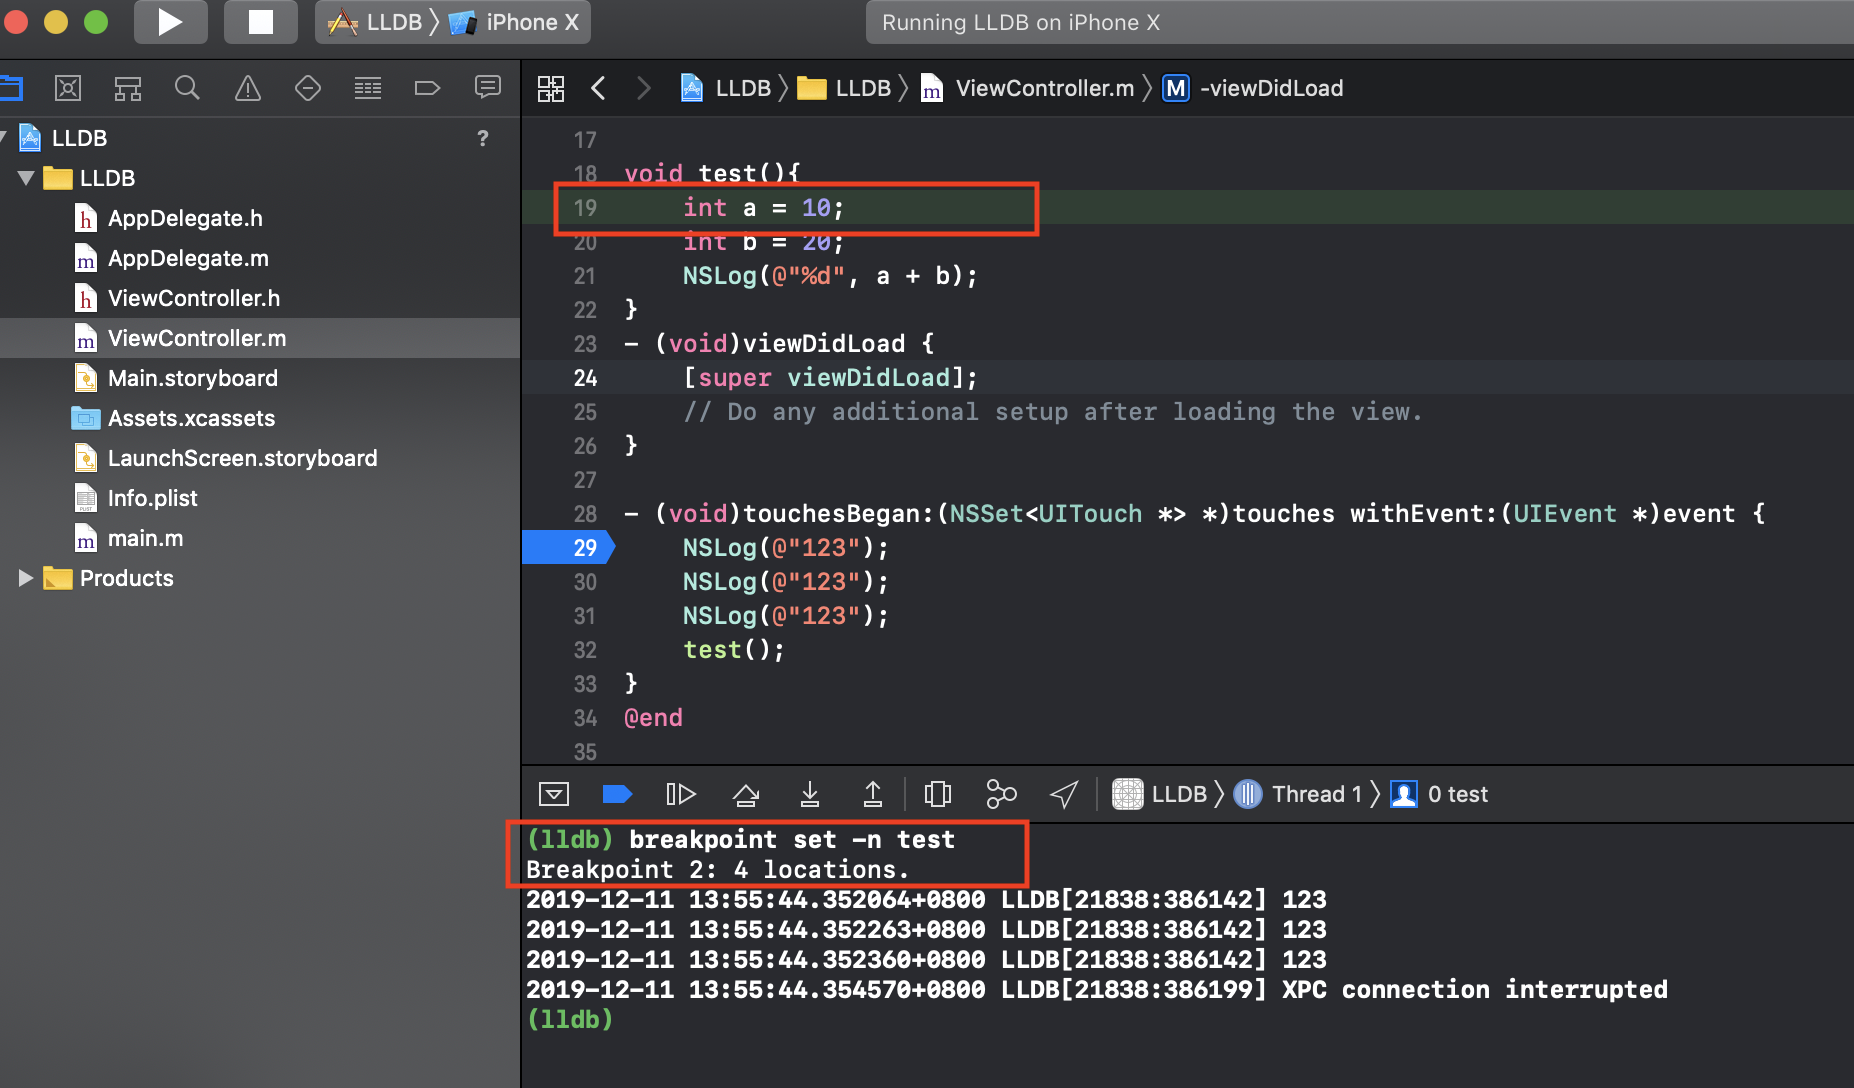 LLDB 〉 iPhone X
Running LLDB on iPhone X
LLDB 〉 LLDB 〉 m ViewController.m 〉 M -viewDidLoad
LLDB ?
LLDB
h AppDelegate.h
m AppDelegate.m
h ViewController.h
m ViewController.m
Main.storyboard
Assets.xcassets
LaunchScreen.storyboard
Info.plist
m main.m
Products
17
18 void test(){
19 int a = 10;
20 int b = 20;
21 NSLog(@"%d", a + b);
22 }
23 - (void)viewDidLoad {
24 [super viewDidLoad];
25 // Do any additional setup after loading the view.
26 }
27
28 - (void)touchesBegan:(NSSet<UITouch *> *)touches withEvent:(UIEvent *)event {
29 NSLog(@"123");
30 NSLog(@"123");
31 NSLog(@"123");
32 test();
33 }
34 @end
35
LLDB 〉 Thread 1 〉 0 test
(lldb) breakpoint set -n test
Breakpoint 2: 4 locations.
2019-12-11 13:55:44.352064+0800 LLDB[21838:386142] 123
2019-12-11 13:55:44.352263+0800 LLDB[21838:386142] 123
2019-12-11 13:55:44.352360+0800 LLDB[21838:386142] 123
2019-12-11 13:55:44.354570+0800 LLDB[21838:386199] XPC connection interrupted
(lldb)